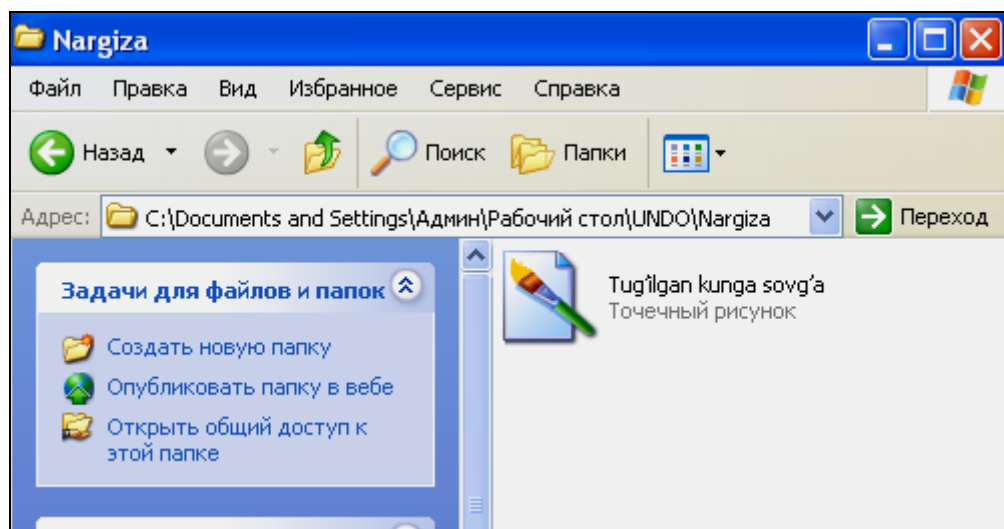 Nargiza
Файл Правка Вид Избранное Сервис Справка
Назад Поиск Папки
Адрес: C:\Documents and Settings\Админ\Рабочий стол\UNDO\Nargiza Переход
Задачи для файлов и папок
Создать новую папку
Опубликовать папку в вебе
Открыть общий доступ к
этой папке
Tug‘ilgan kunga sovg‘a
Точечный рисунок